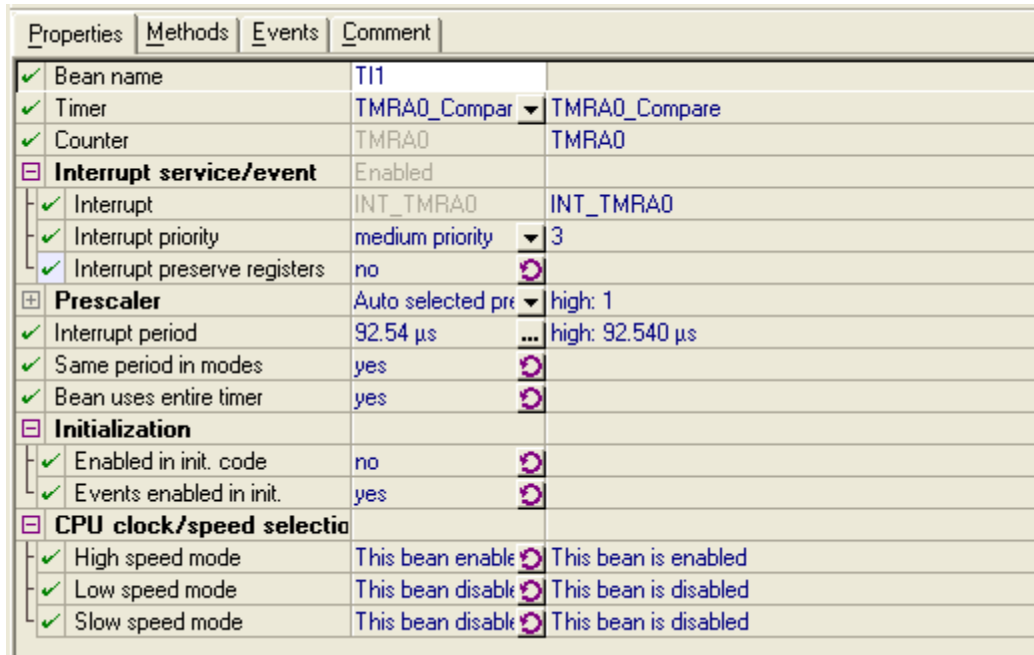 Properties Methods Events Comment
Bean name TI1
Timer TMRA0_Compar TMRA0_Compare
Counter TMRA0 TMRA0
Interrupt service/event Enabled
Interrupt INT_TMRA0 INT_TMRA0
Interrupt priority medium priority 3
Interrupt preserve registers no
Prescaler Auto selected pre high: 1
Interrupt period 92.54 µs ... high: 92.540 µs
Same period in modes yes
Bean uses entire timer yes
Initialization
Enabled in init. code no
Events enabled in init. yes
CPU clock/speed selectio
High speed mode This bean enable This bean is enabled
Low speed mode This bean disable This bean is disabled
Slow speed mode This bean disable This bean is disabled